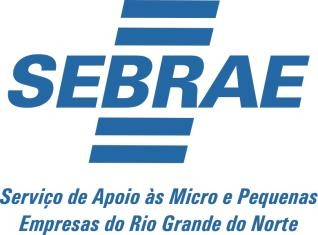 SEBRAE
Serviço de Apoio às Micro e Pequenas
Empresas do Rio Grande do Norte